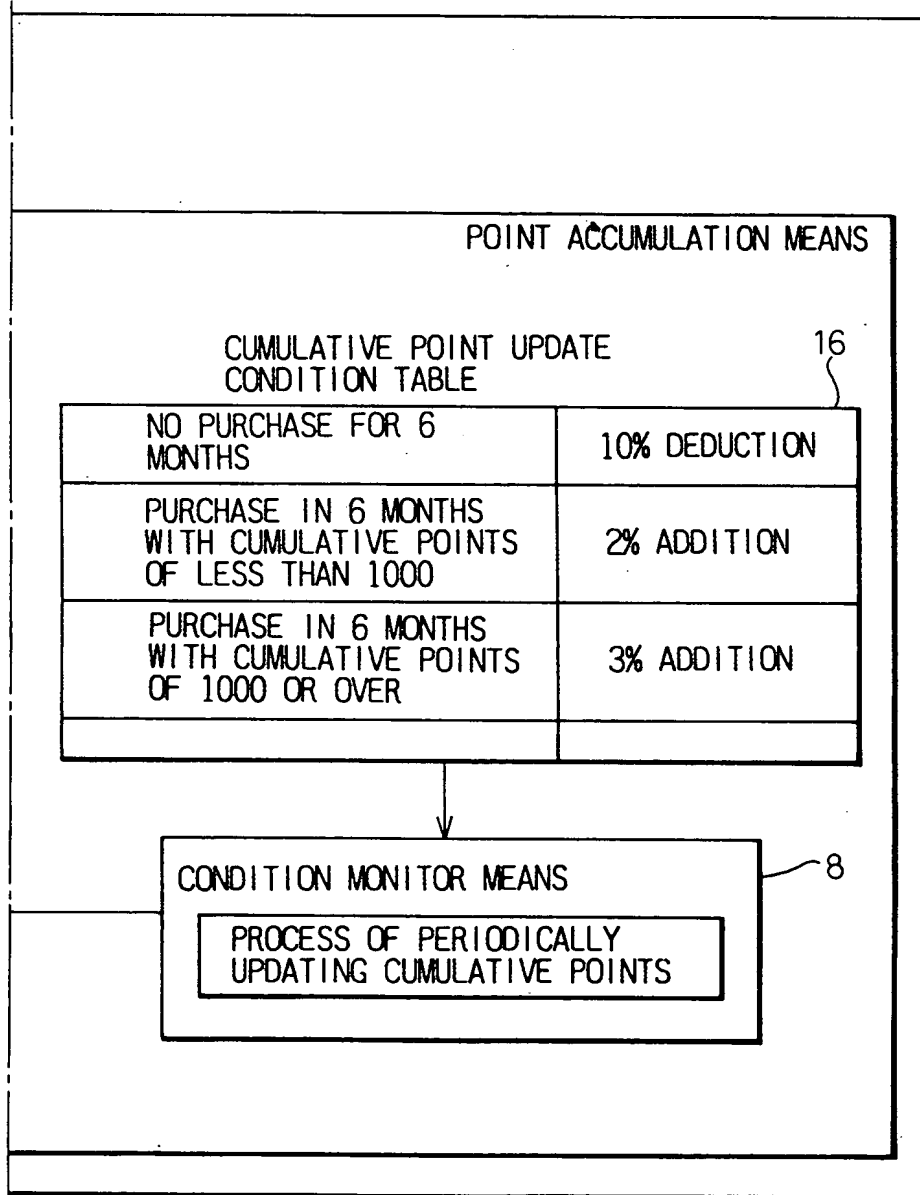 POINT ACCUMULATION MEANS
CUMULATIVE POINT UPDATE
CONDITION TABLE
16
NO PURCHASE FOR 6
MONTHS
10% DEDUCTION
PURCHASE IN 6 MONTHS
WITH CUMULATIVE POINTS
OF LESS THAN 1000
2% ADDITION
PURCHASE IN 6 MONTHS
WITH CUMULATIVE POINTS
OF 1000 OR OVER
3% ADDITION
CONDITION MONITOR MEANS
8
PROCESS OF PERIODICALLY
UPDATING CUMULATIVE POINTS